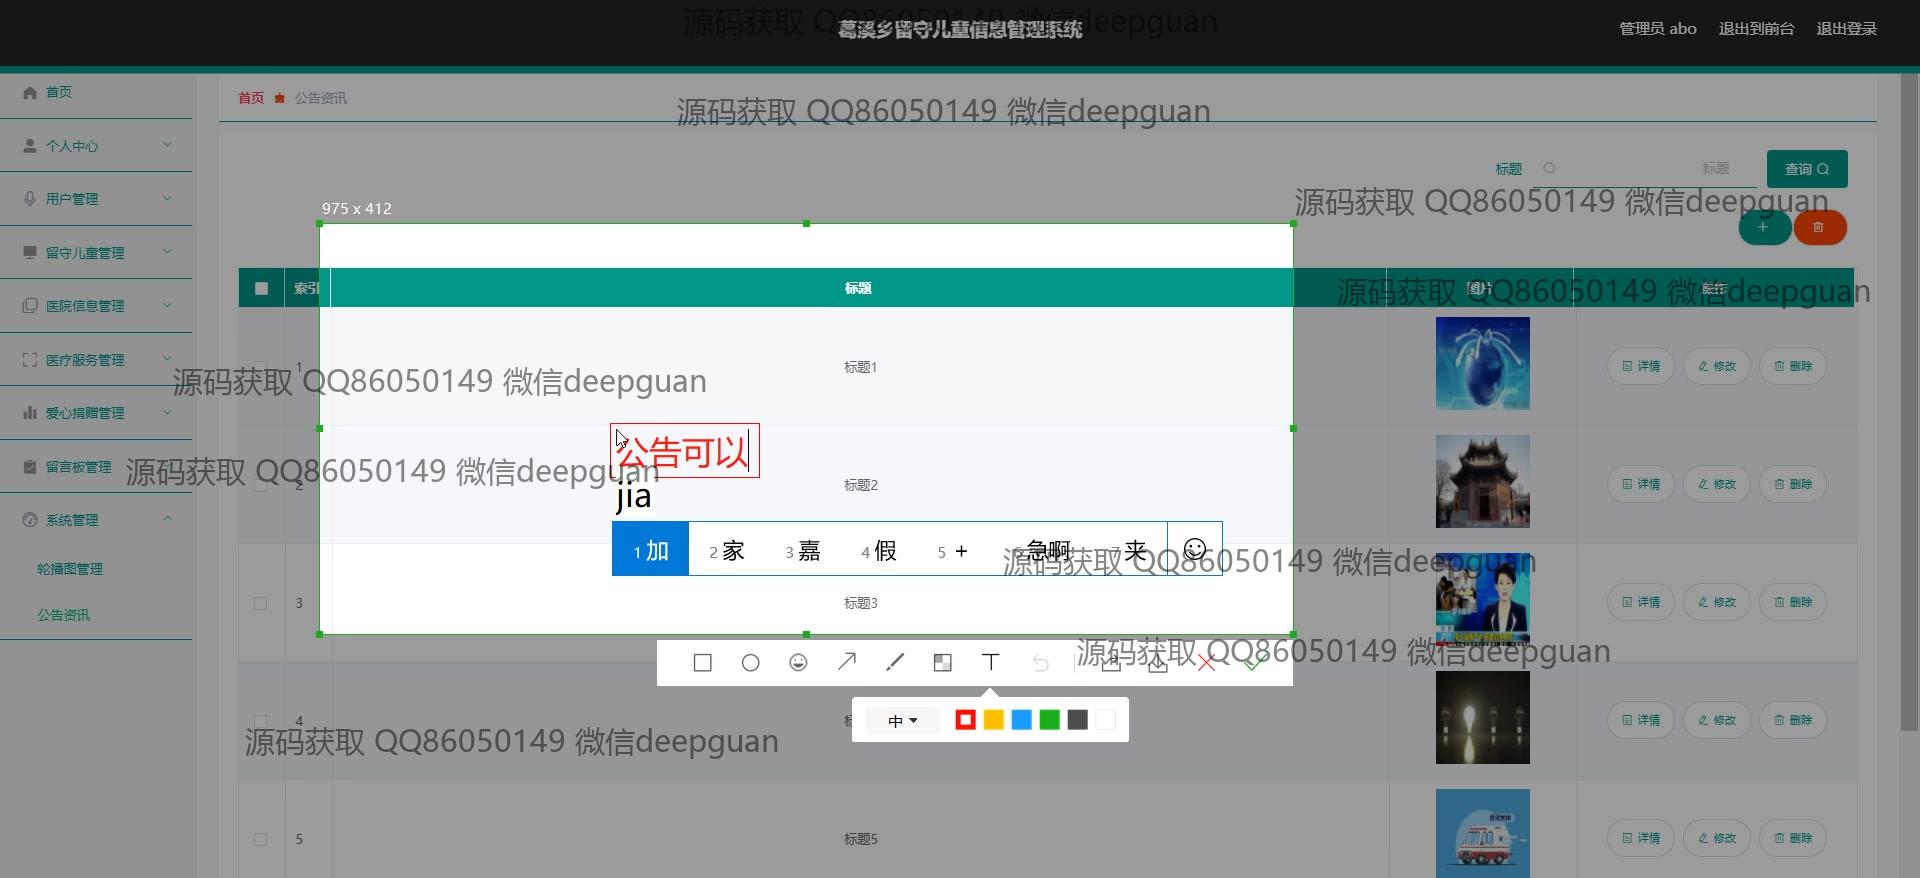 源码获取 QQ86050149 微信deepguan
葛溪乡留守儿童信息管理系统
管理员 abo 退出到前台 退出登录
首页
个人中心
用户管理
留守儿童管理
医院信息管理
医疗服务管理
爱心捐赠管理
留言板管理
系统管理
轮播图管理
公告资讯
首页 公告资讯
源码获取 QQ86050149 微信deepguan
标题 标题 查询
源码获取 QQ86050149 微信deepguan
975 x 412
索引 标题 图片 操作
源码获取 QQ86050149 微信deepguan
1 标题1 详情 修改 删除
源码获取 QQ86050149 微信deepguan
公告可以
源码获取 QQ86050149 微信deepguan
2 标题2 详情 修改 删除
jia
1 加 2 家 3 嘉 4 假 5 + 6 急啊 7 来
源码获取 QQ86050149 微信deepguan
3 标题3 详情 修改 删除
源码获取 QQ86050149 微信deepguan
4 详情 修改 删除
中
源码获取 QQ86050149 微信deepguan
5 标题5 详情 修改 删除